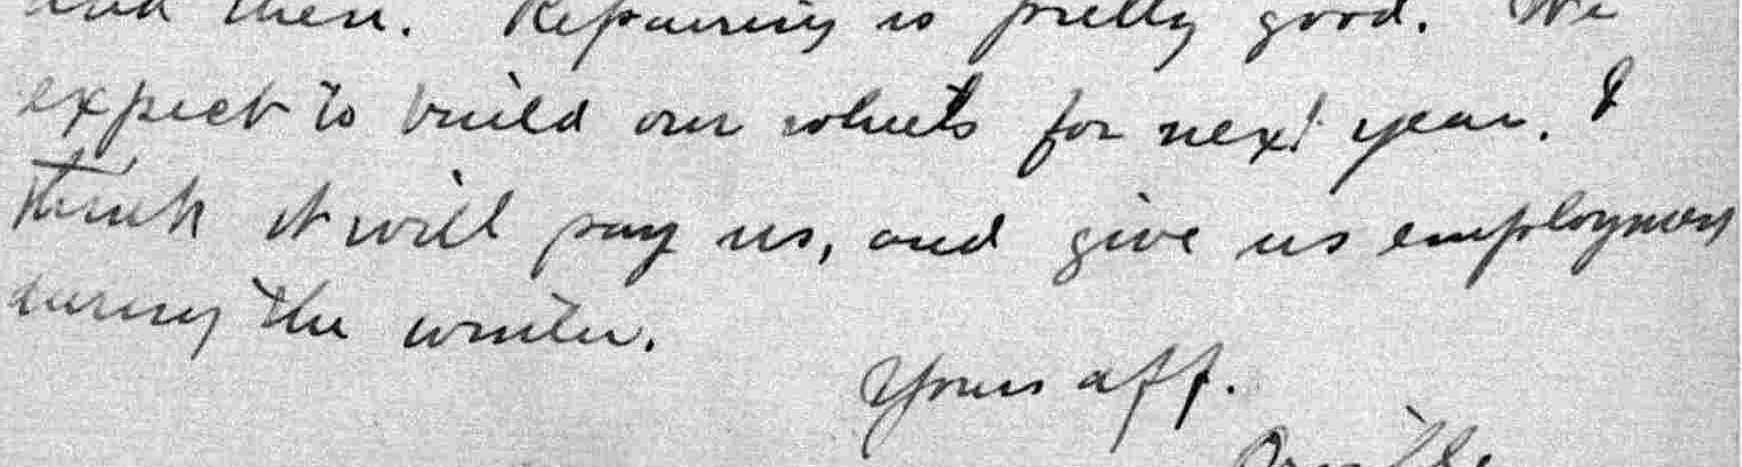 and then. Repairing is pretty good. We
expect to build our wheels for next year. I
think it will pay us, and give us employment
during the winter.
Yours aff.
Orville